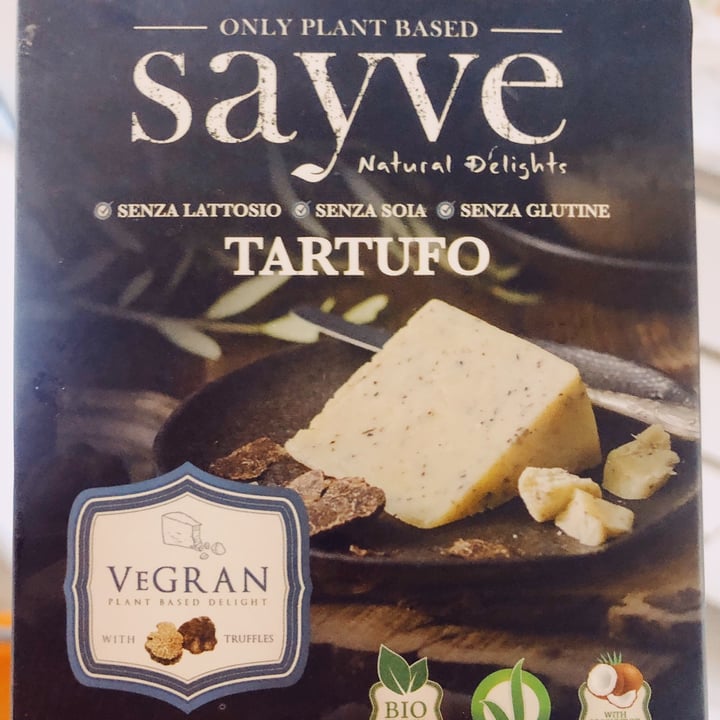 ONLY PLANT BASED
sayve
Natural Delights
SENZA LATTOSIO SENZA SOIA SENZA GLUTINE
TARTUFO
VEGRAN
PLANT BASED DELIGHT
WITH TRUFFLES
BIO
WITH